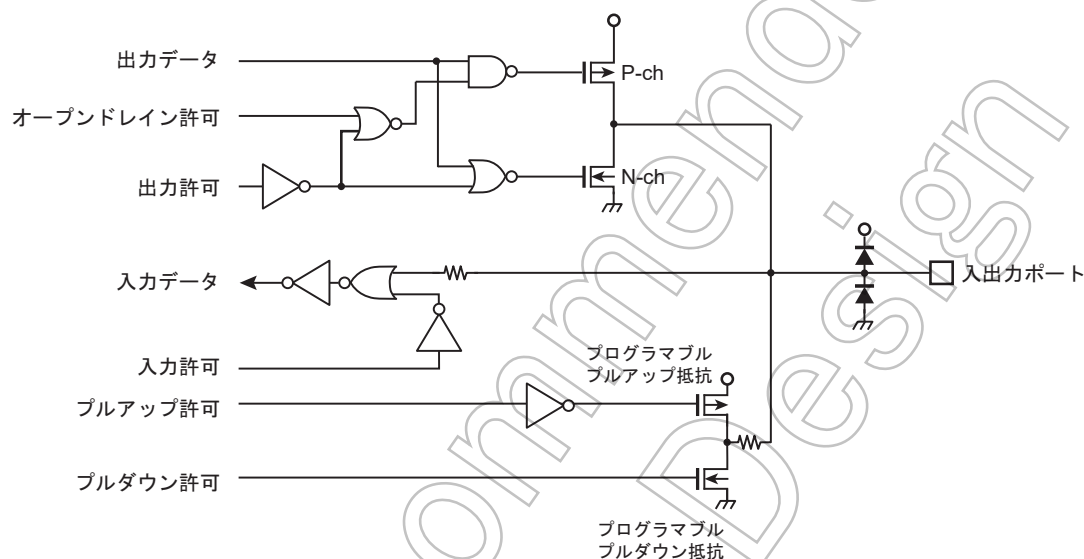 出力データ
P-ch
オープンドレイン許可
出力許可
N-ch
入力データ
入出力ポート
入力許可
プログラマブル
プルアップ抵抗
プルアップ許可
プルダウン許可
プログラマブル
プルダウン抵抗
ommended
Design